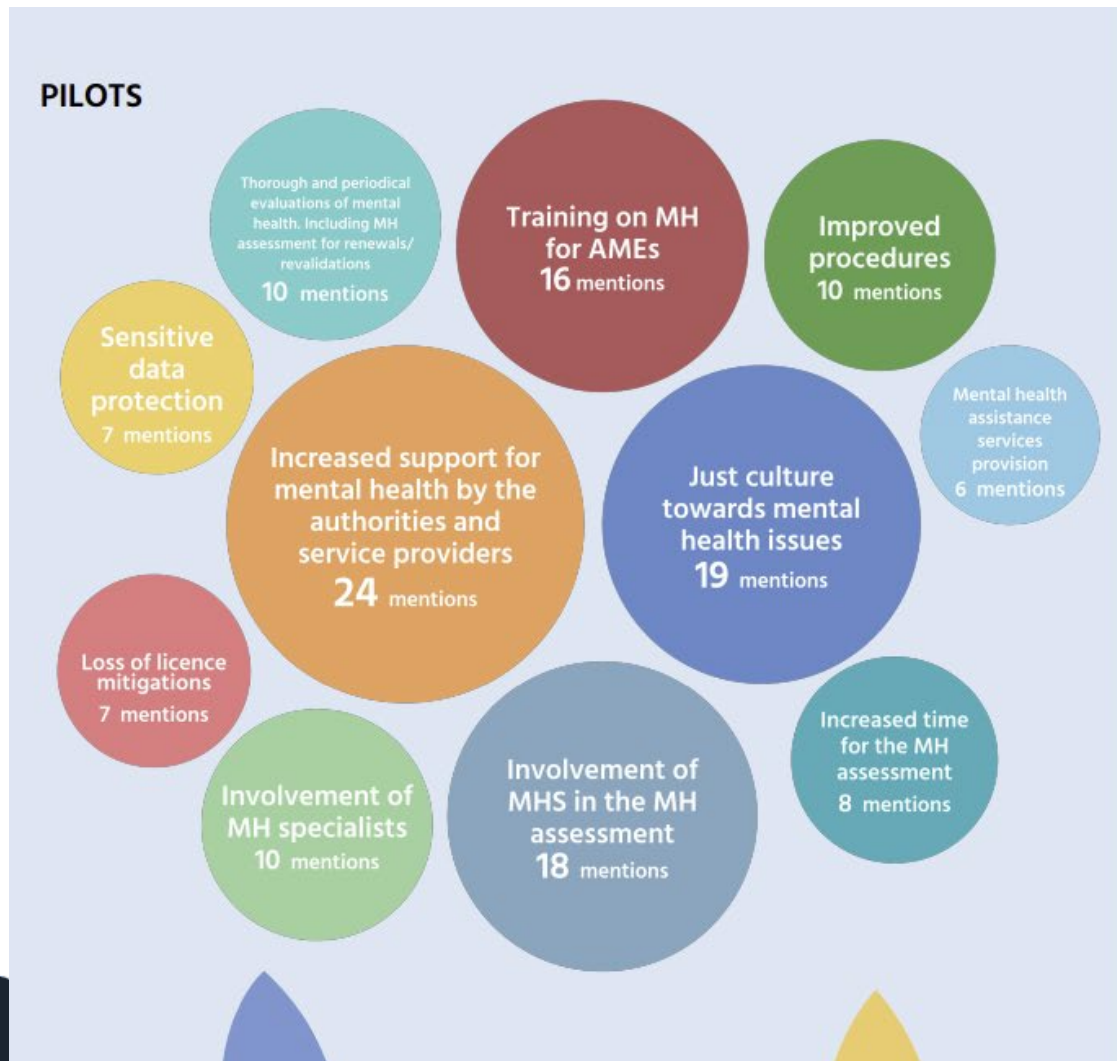 PILOTS
Thorough and periodical
evaluations of mental
health. Including MH
assessment for renewals/
revalidations
10 mentions
Training on MH
for AMEs
16 mentions
Improved
procedures
10 mentions
Sensitive
data
protection
7 mentions
Increased support for
mental health by the
authorities and
service providers
24 mentions
Just culture
towards mental
health issues
19 mentions
Mental health
assistance
services
provision
6 mentions
Loss of licence
mitigations
7 mentions
Involvement of
MH specialists
10 mentions
Involvement of
MHS in the MH
assessment
18 mentions
Increased time
for the MH
assessment
8 mentions